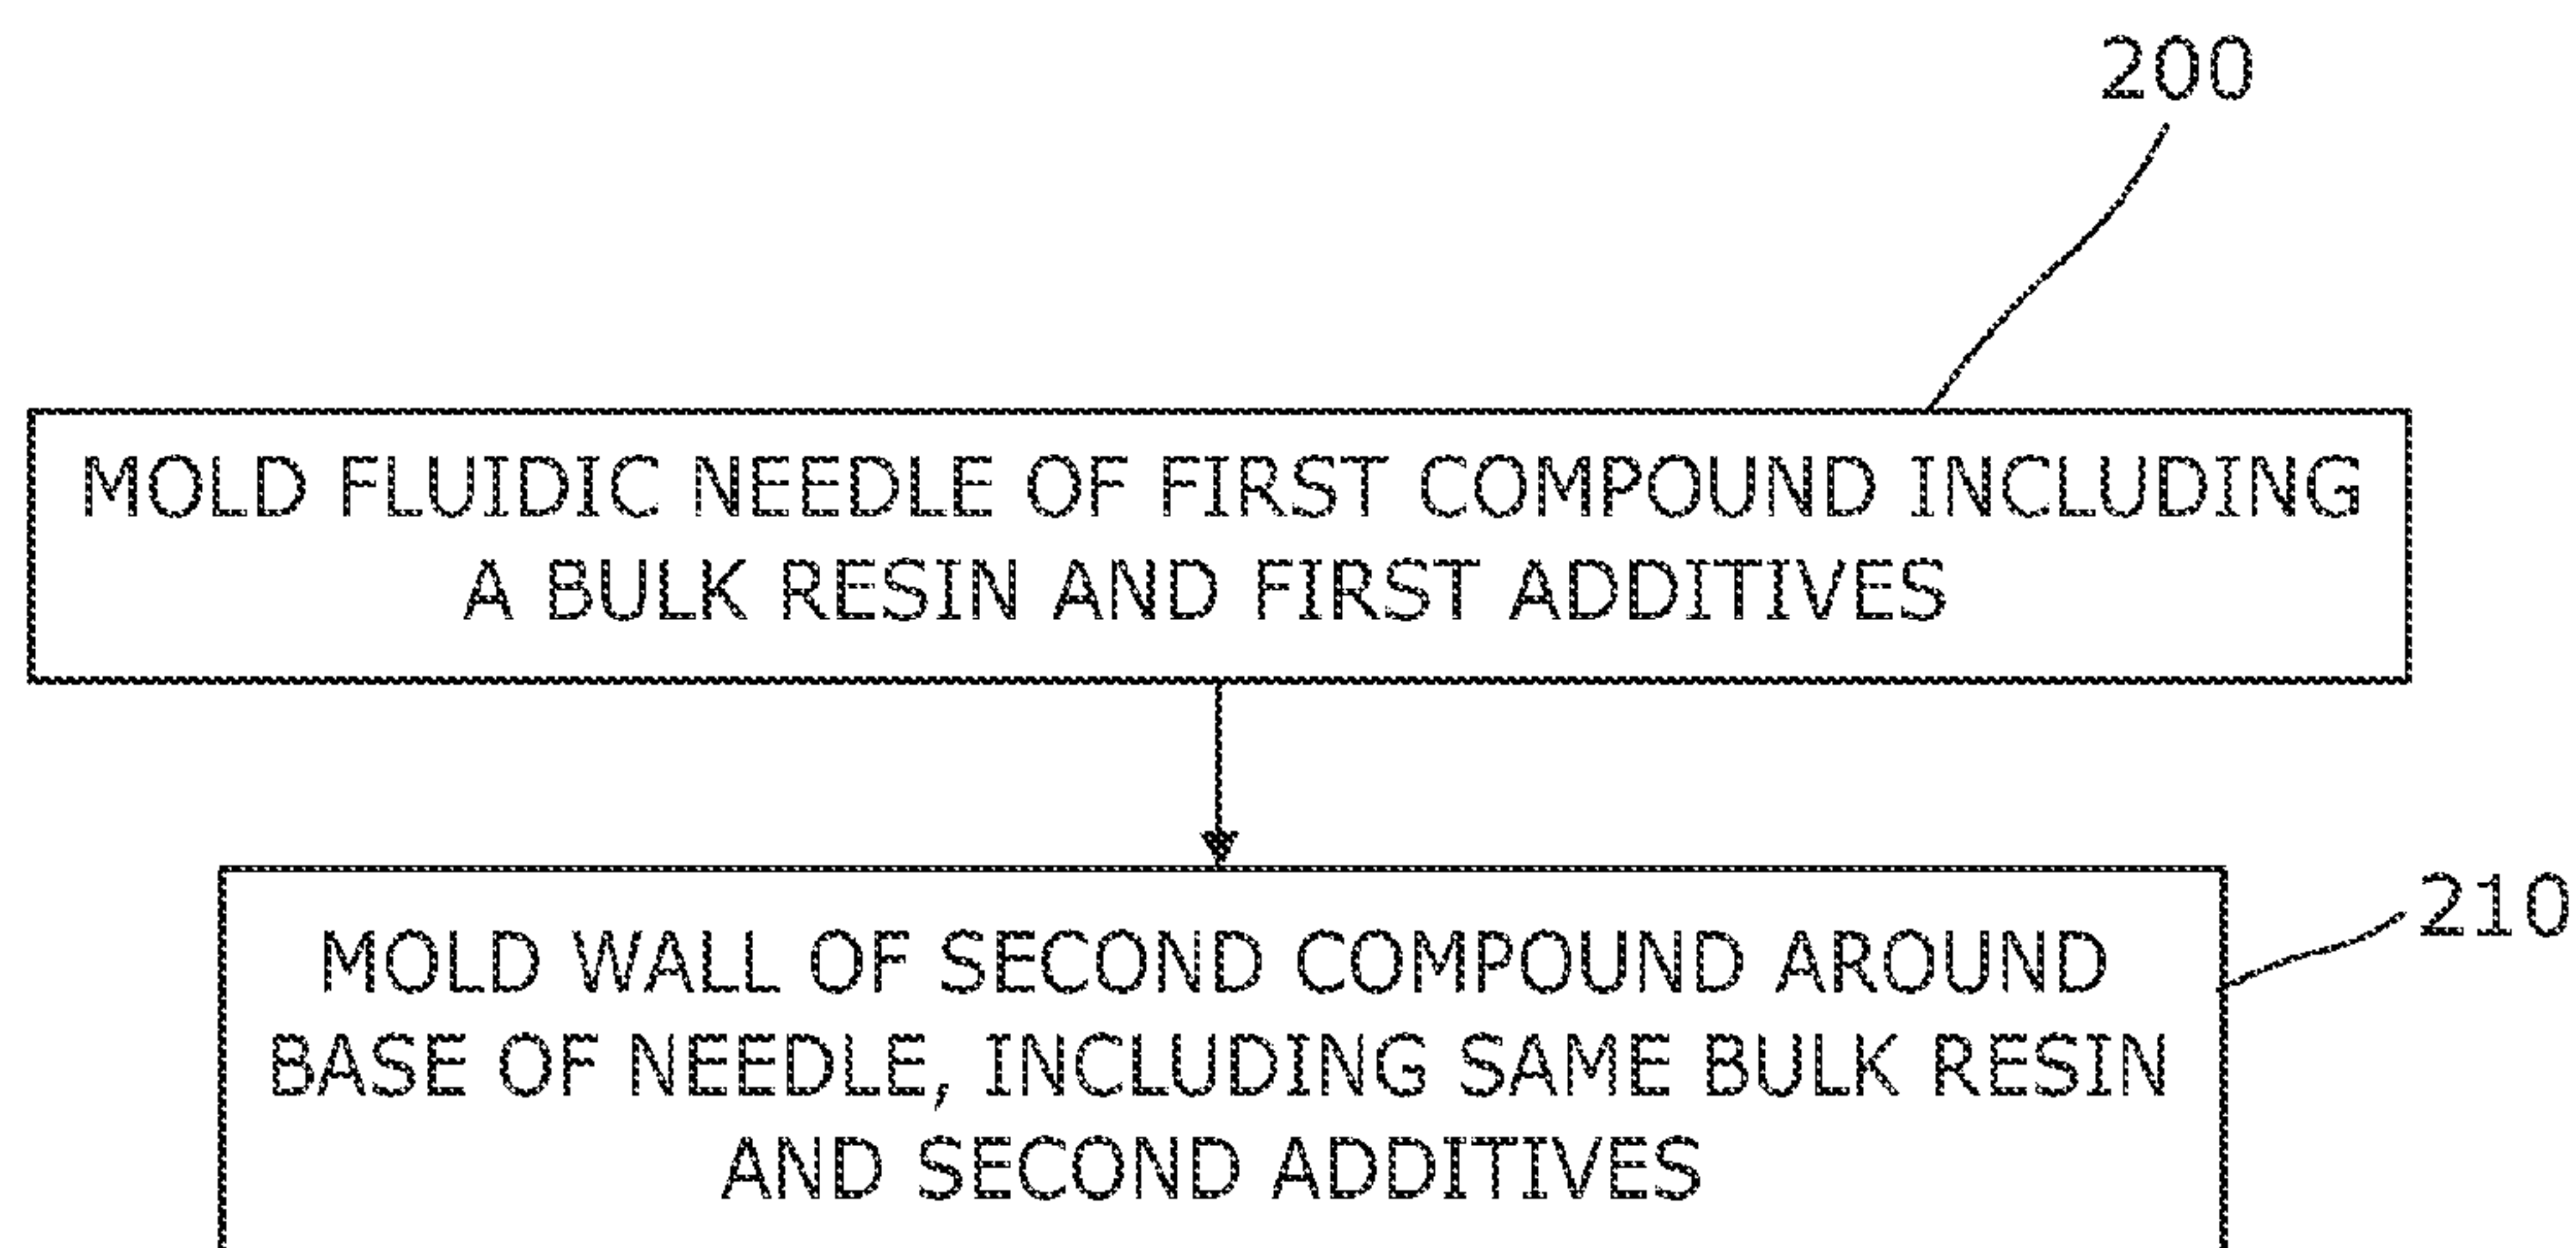 200
MOLD FLUIDIC NEEDLE OF FIRST COMPOUND INCLUDING
A BULK RESIN AND FIRST ADDITIVES
210
MOLD WALL OF SECOND COMPOUND AROUND
BASE OF NEEDLE, INCLUDING SAME BULK RESIN
AND SECOND ADDITIVES